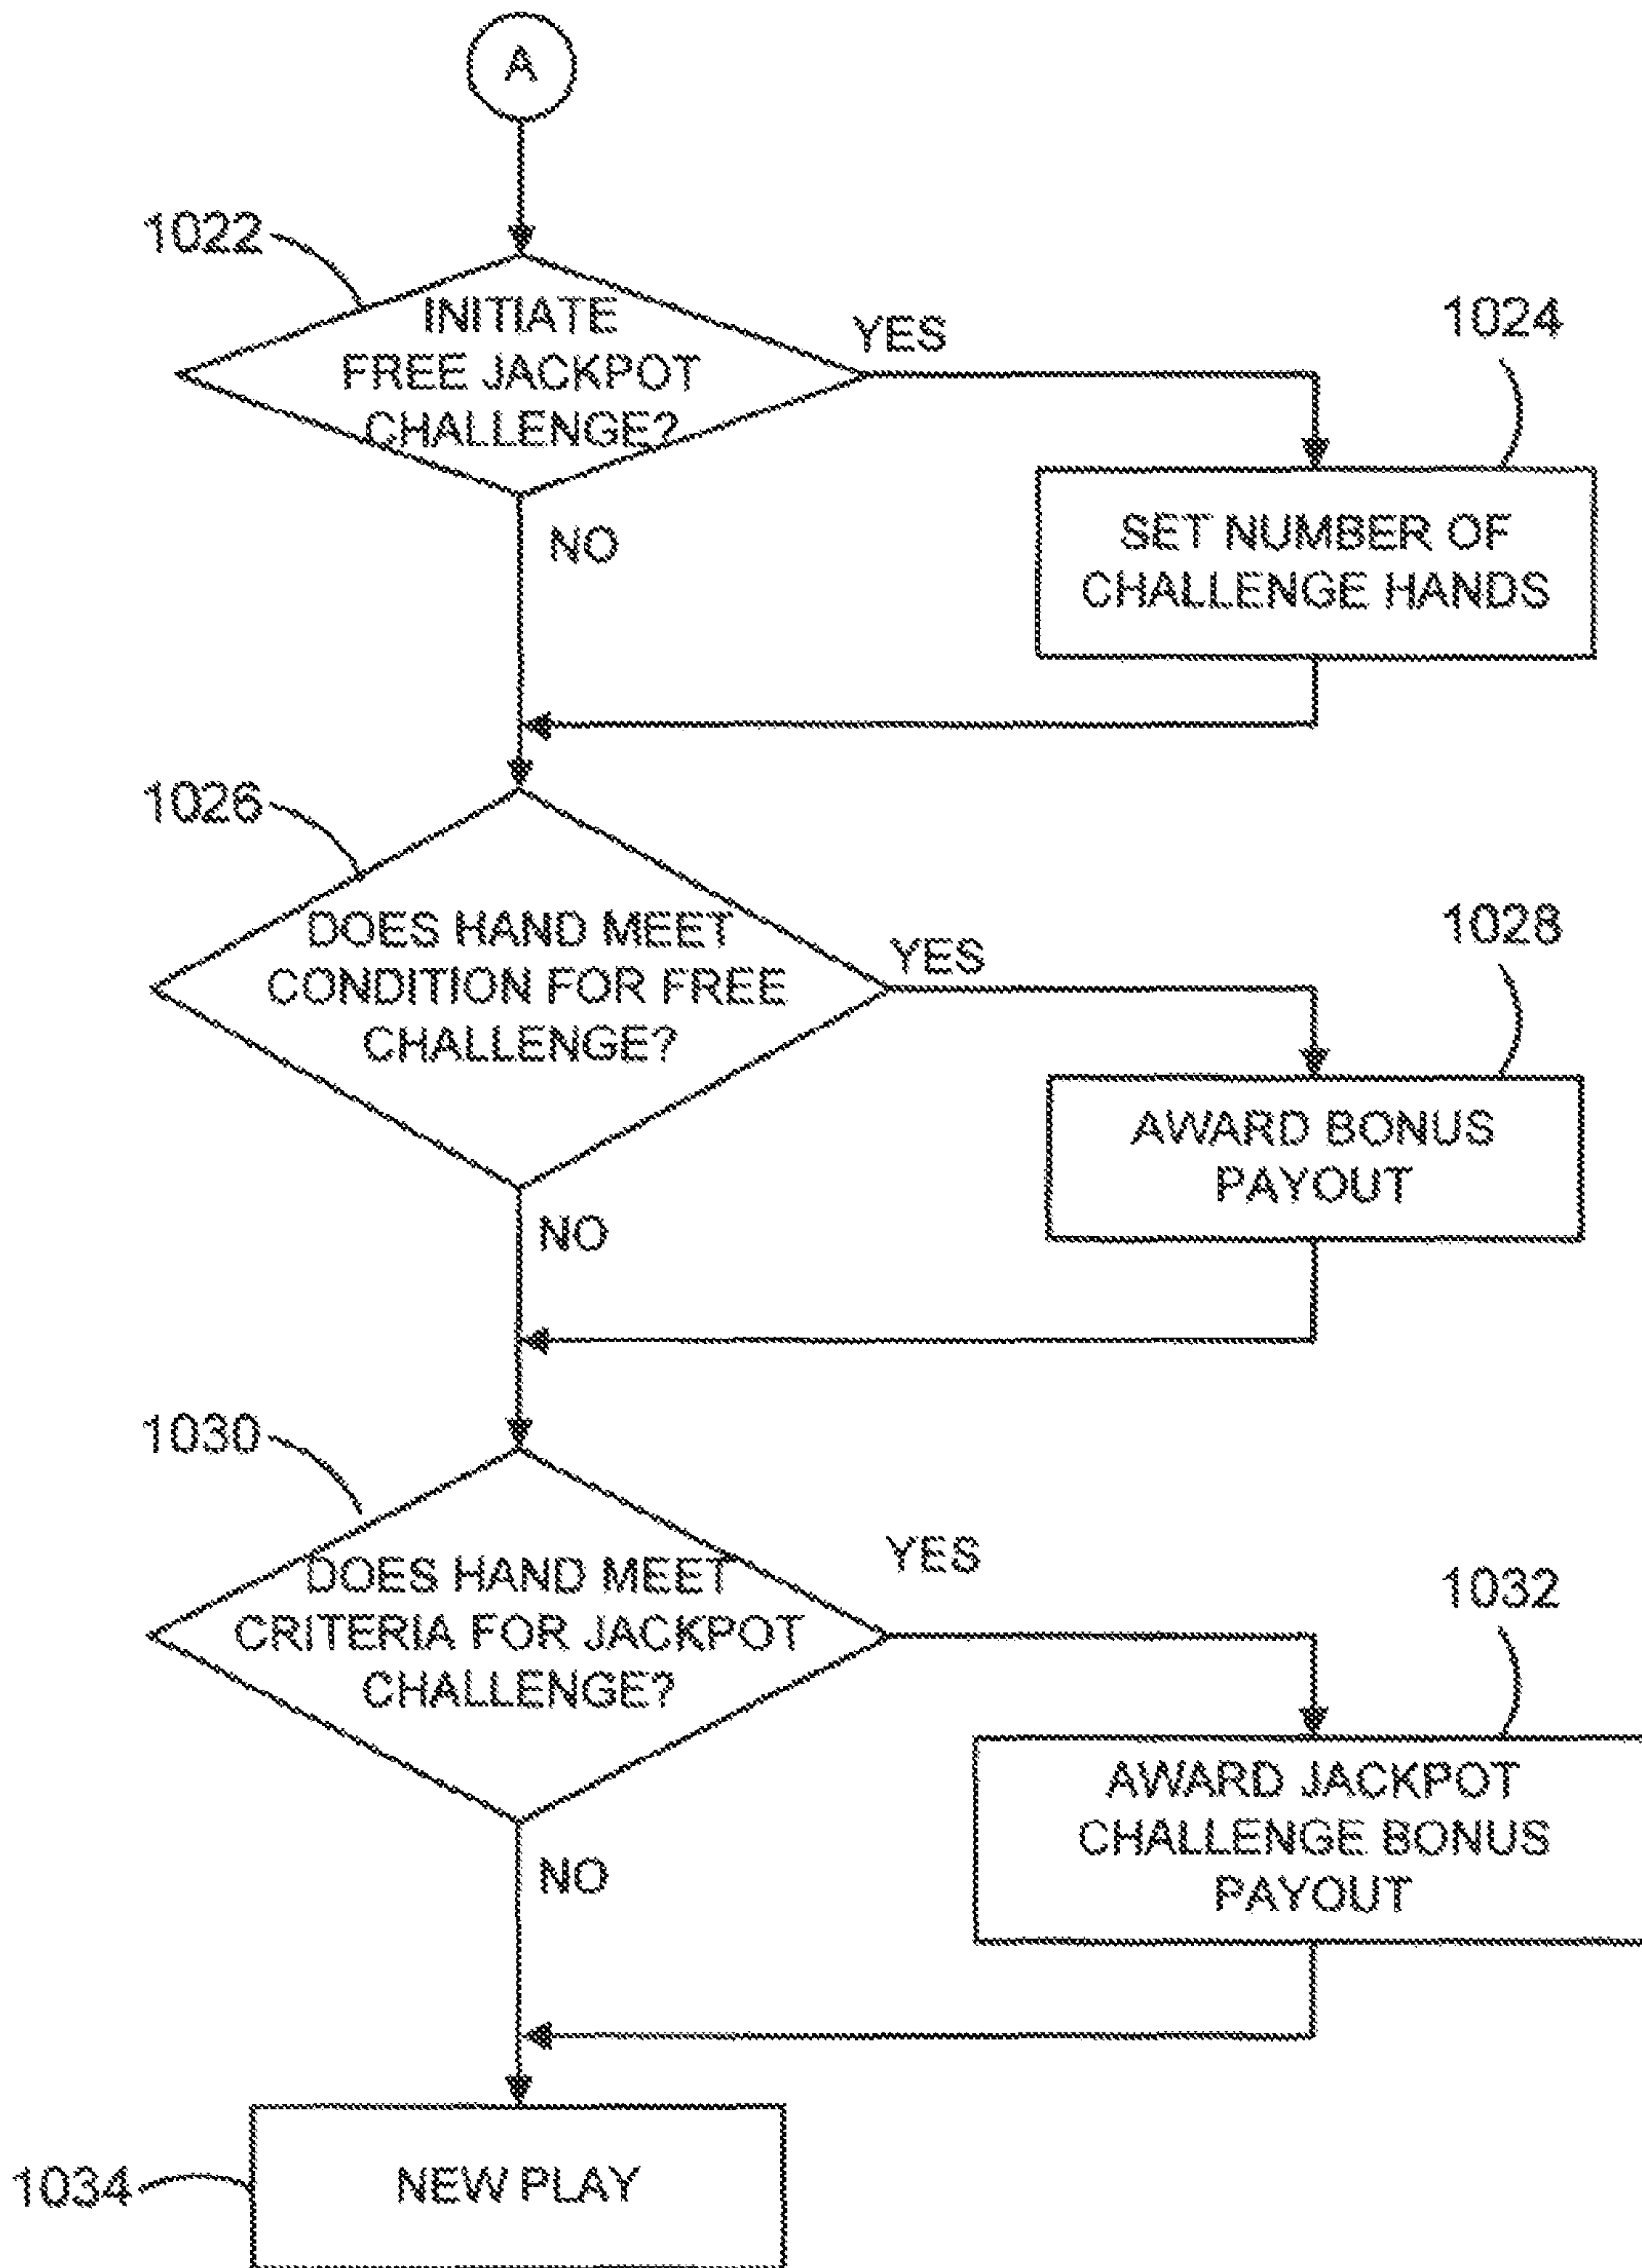 A
1022
INITIATE
FREE JACKPOT
CHALLENGE?
YES
1024
SET NUMBER OF
CHALLENGE HANDS
NO
1026
DOES HAND MEET
CONDITION FOR FREE
CHALLENGE?
YES
1028
AWARD BONUS
PAYOUT
NO
1030
DOES HAND MEET
CRITERIA FOR JACKPOT
CHALLENGE?
YES
1032
AWARD JACKPOT
CHALLENGE BONUS
PAYOUT
NO
1034
NEW PLAY